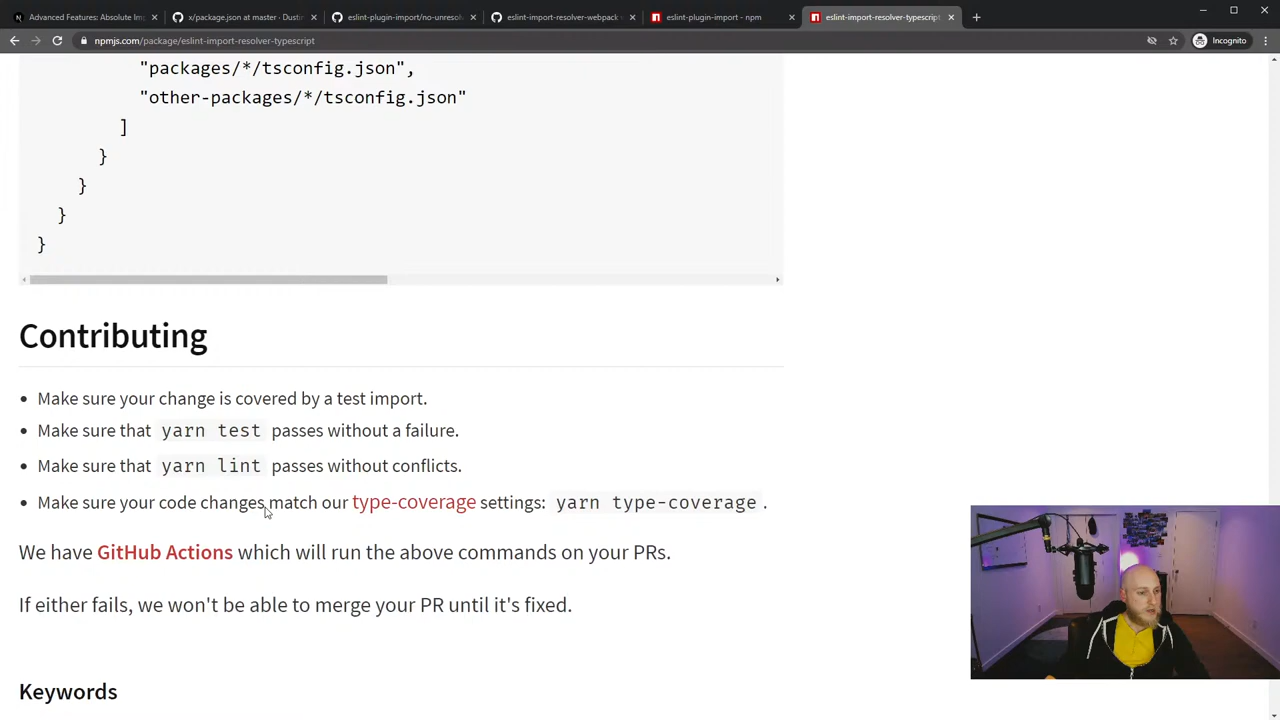 Advanced Features: Absolute Im
x/package.json at master · Dusti
eslint-plugin-import/no-unresol
eslint-import-resolver-webpack
eslint-plugin-import - npm
eslint-import-resolver-typescript
npmjs.com/package/eslint-import-resolver-typescript
Incognito
"packages/*/tsconfig.json",
"other-packages/*/tsconfig.json"
]
}
}
}
}
Contributing
• Make sure your change is covered by a test import.
• Make sure that yarn test passes without a failure.
• Make sure that yarn lint passes without conflicts.
• Make sure your code changes match our type-coverage settings: yarn type-coverage .
We have GitHub Actions which will run the above commands on your PRs.
If either fails, we won't be able to merge your PR until it's fixed.
Keywords